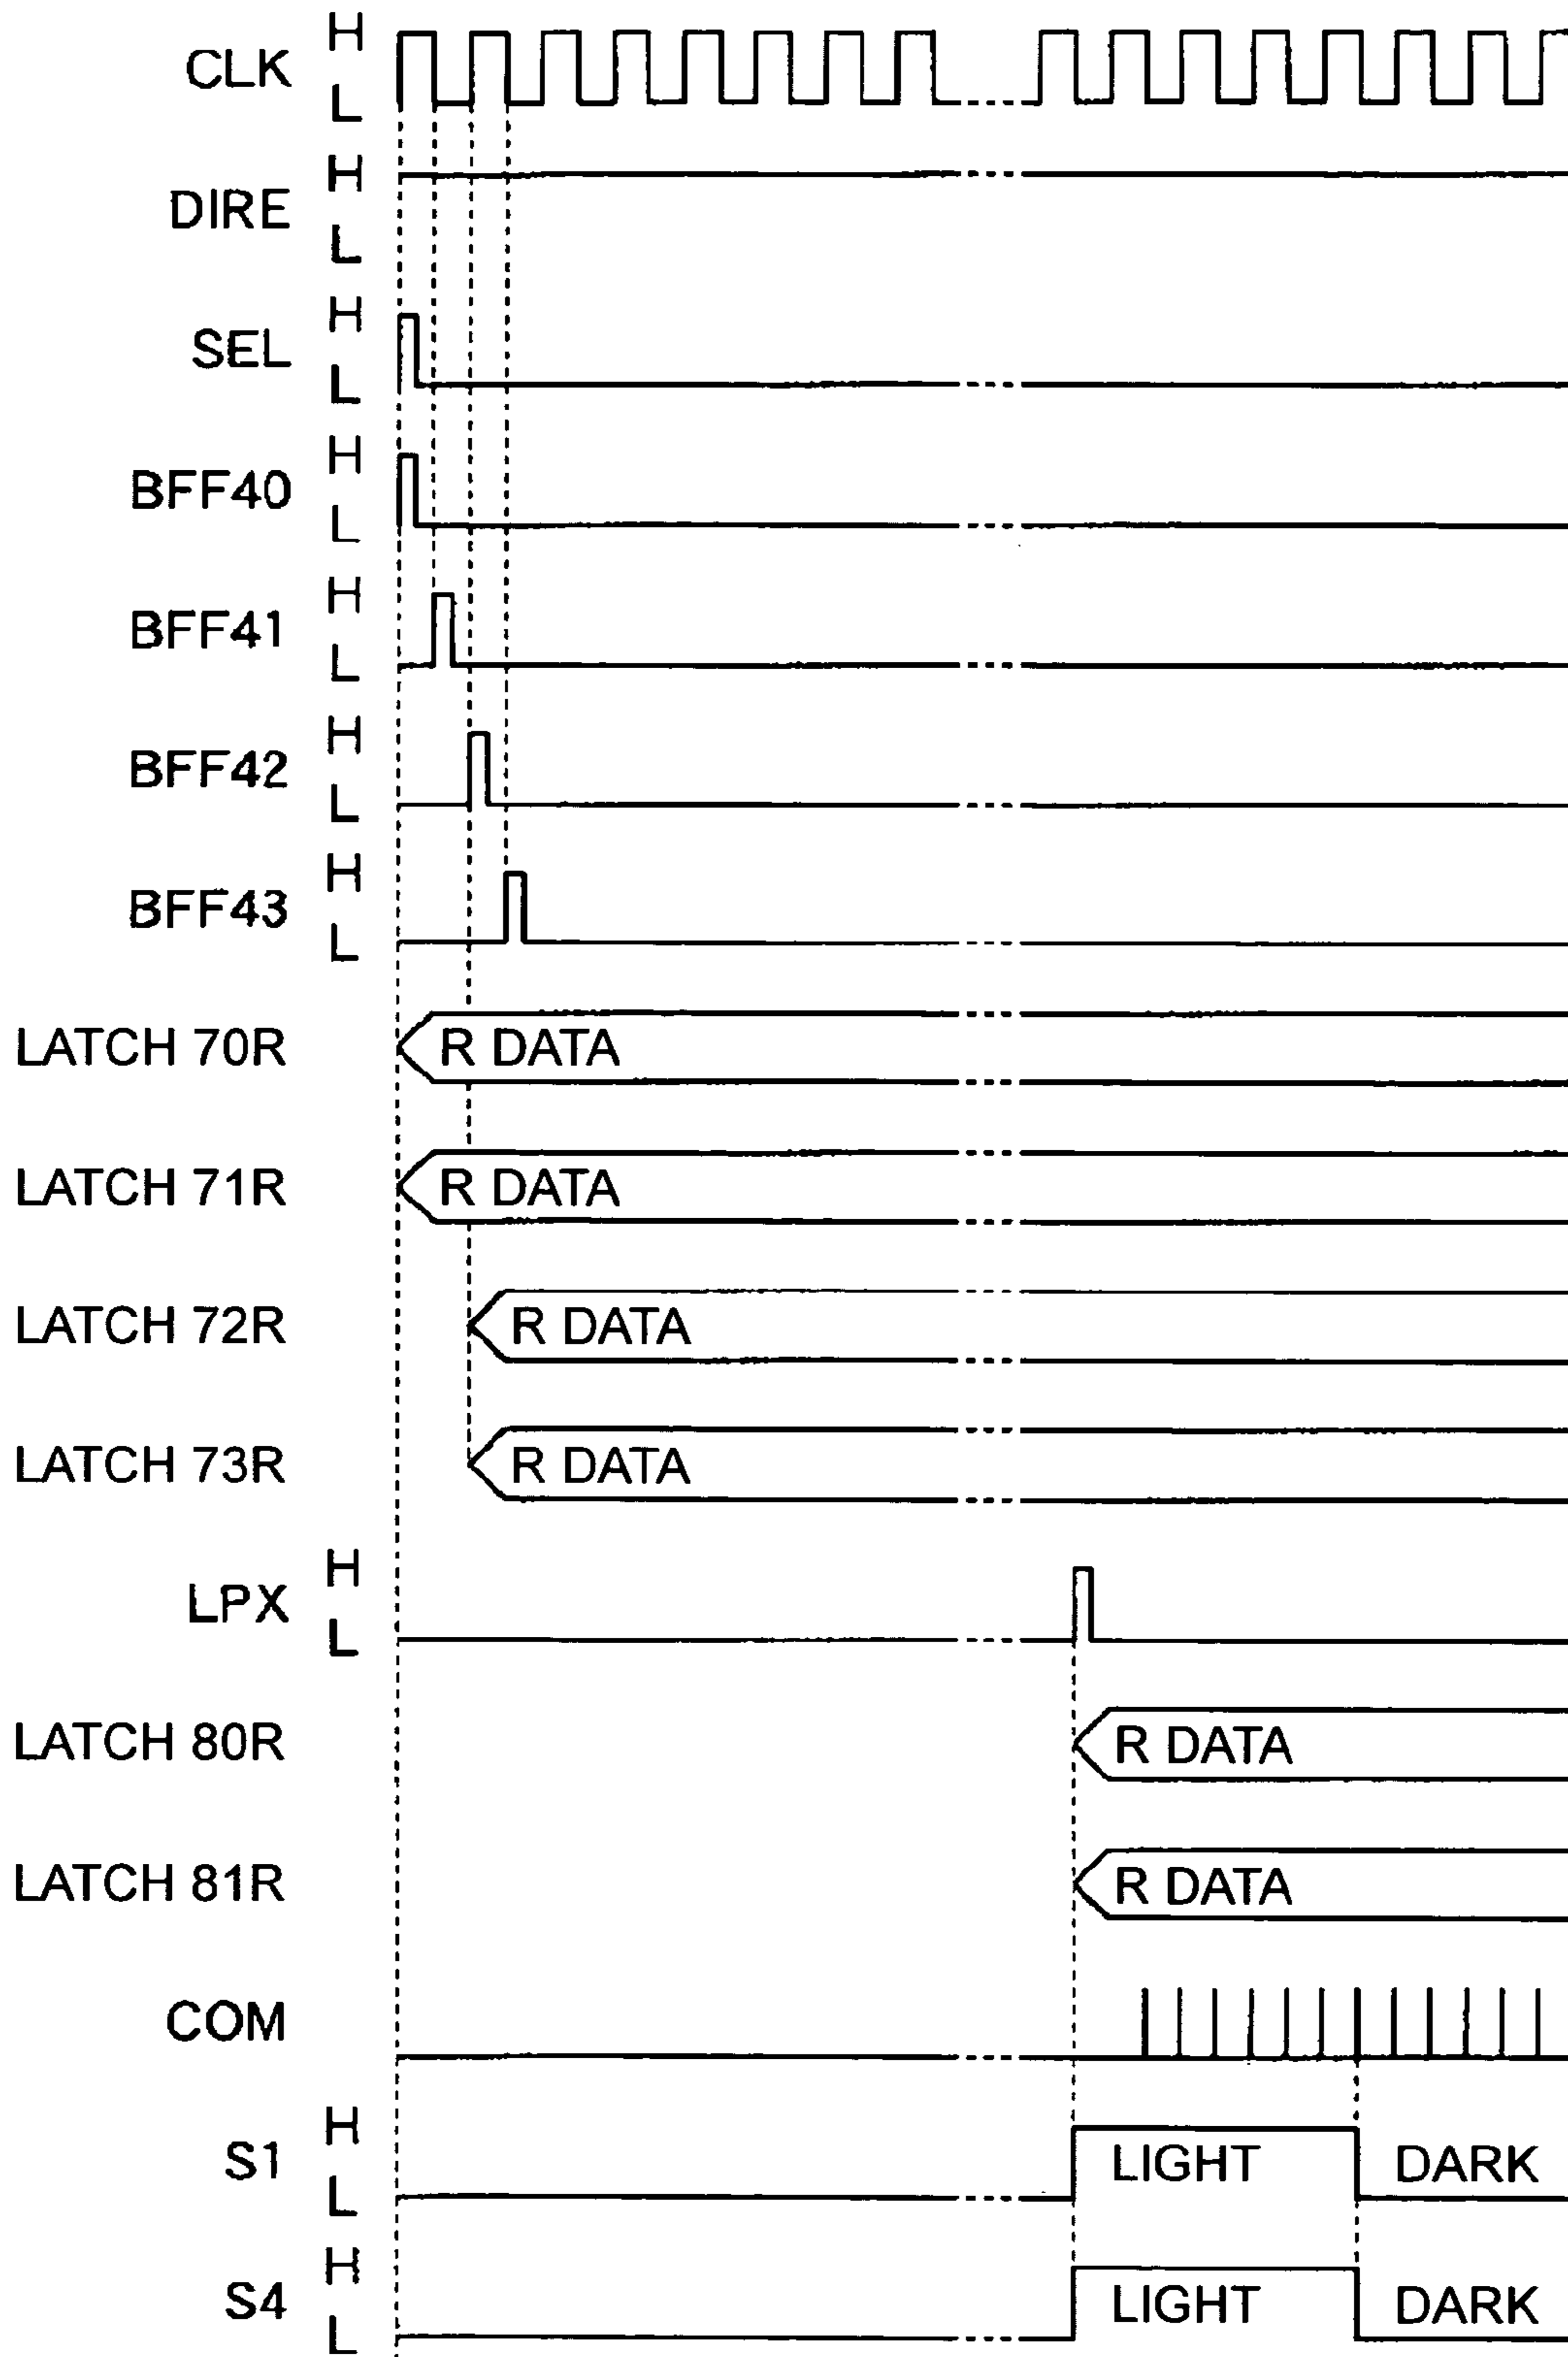 CLK H L
DIRE H L
SEL H L
BFF40 H L
BFF41 H L
BFF42 H L
BFF43 H L
LATCH 70R R DATA
LATCH 71R R DATA
LATCH 72R R DATA
LATCH 73R R DATA
LPX H L
LATCH 80R R DATA
LATCH 81R R DATA
COM
S1 H L LIGHT DARK
S4 H L LIGHT DARK